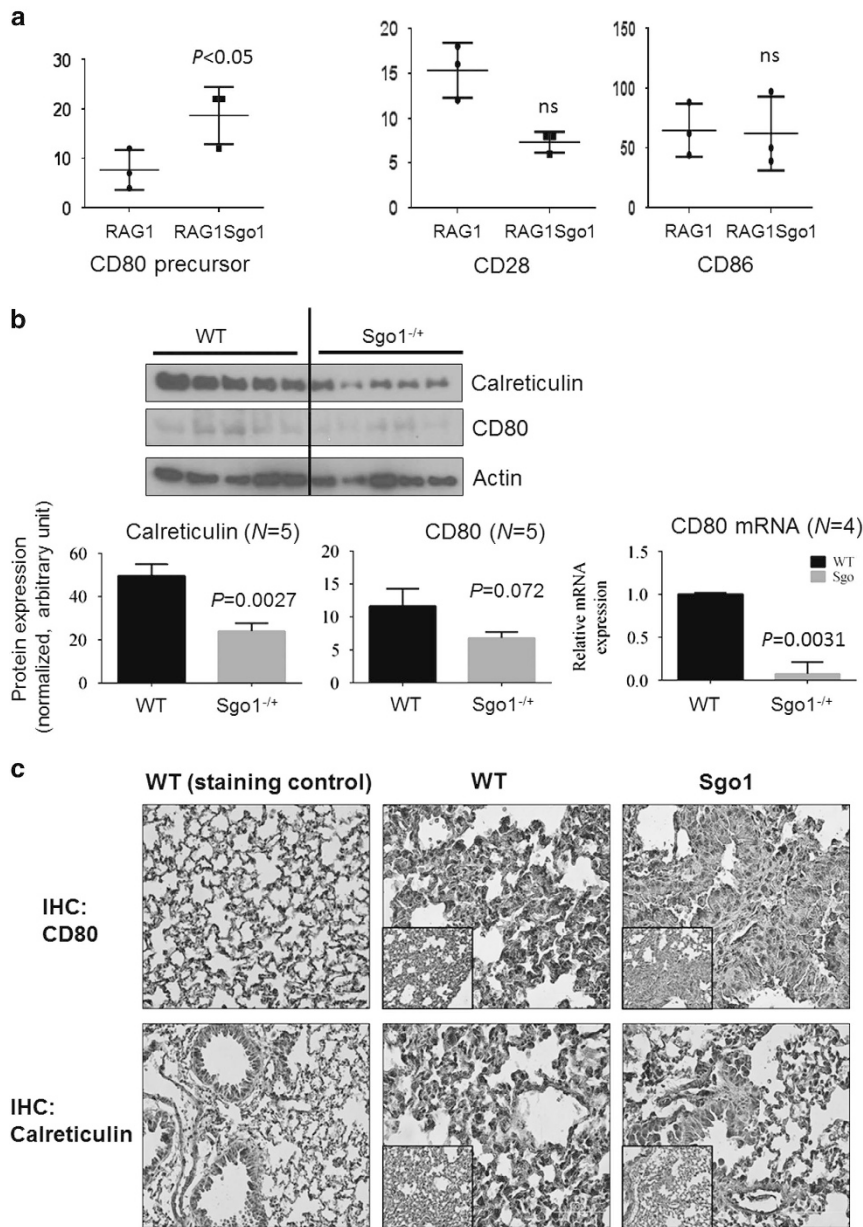 a
P<0.05
30
20
10
0
RAG1 RAG1Sgo1
CD80 precursor
ns
20
15
10
5
0
RAG1 RAG1Sgo1
CD28
ns
150
100
50
0
RAG1 RAG1Sgo1
CD86
b
WT Sgo1-/+
Calreticulin
CD80
Actin
Protein expression
(normalized, arbitrary unit)
Calreticulin (N=5)
60
40
20
0
P=0.0027
WT Sgo1-/+
CD80 (N=5)
20
15
10
5
0
P=0.072
WT Sgo1-/+
CD80 mRNA (N=4)
Relative mRNA
expression
1.5
1.0
0.5
0.0
WT
Sgo
P=0.0031
WT Sgo1-/+
c
WT (staining control) WT Sgo1
IHC:
CD80
IHC:
Calreticulin